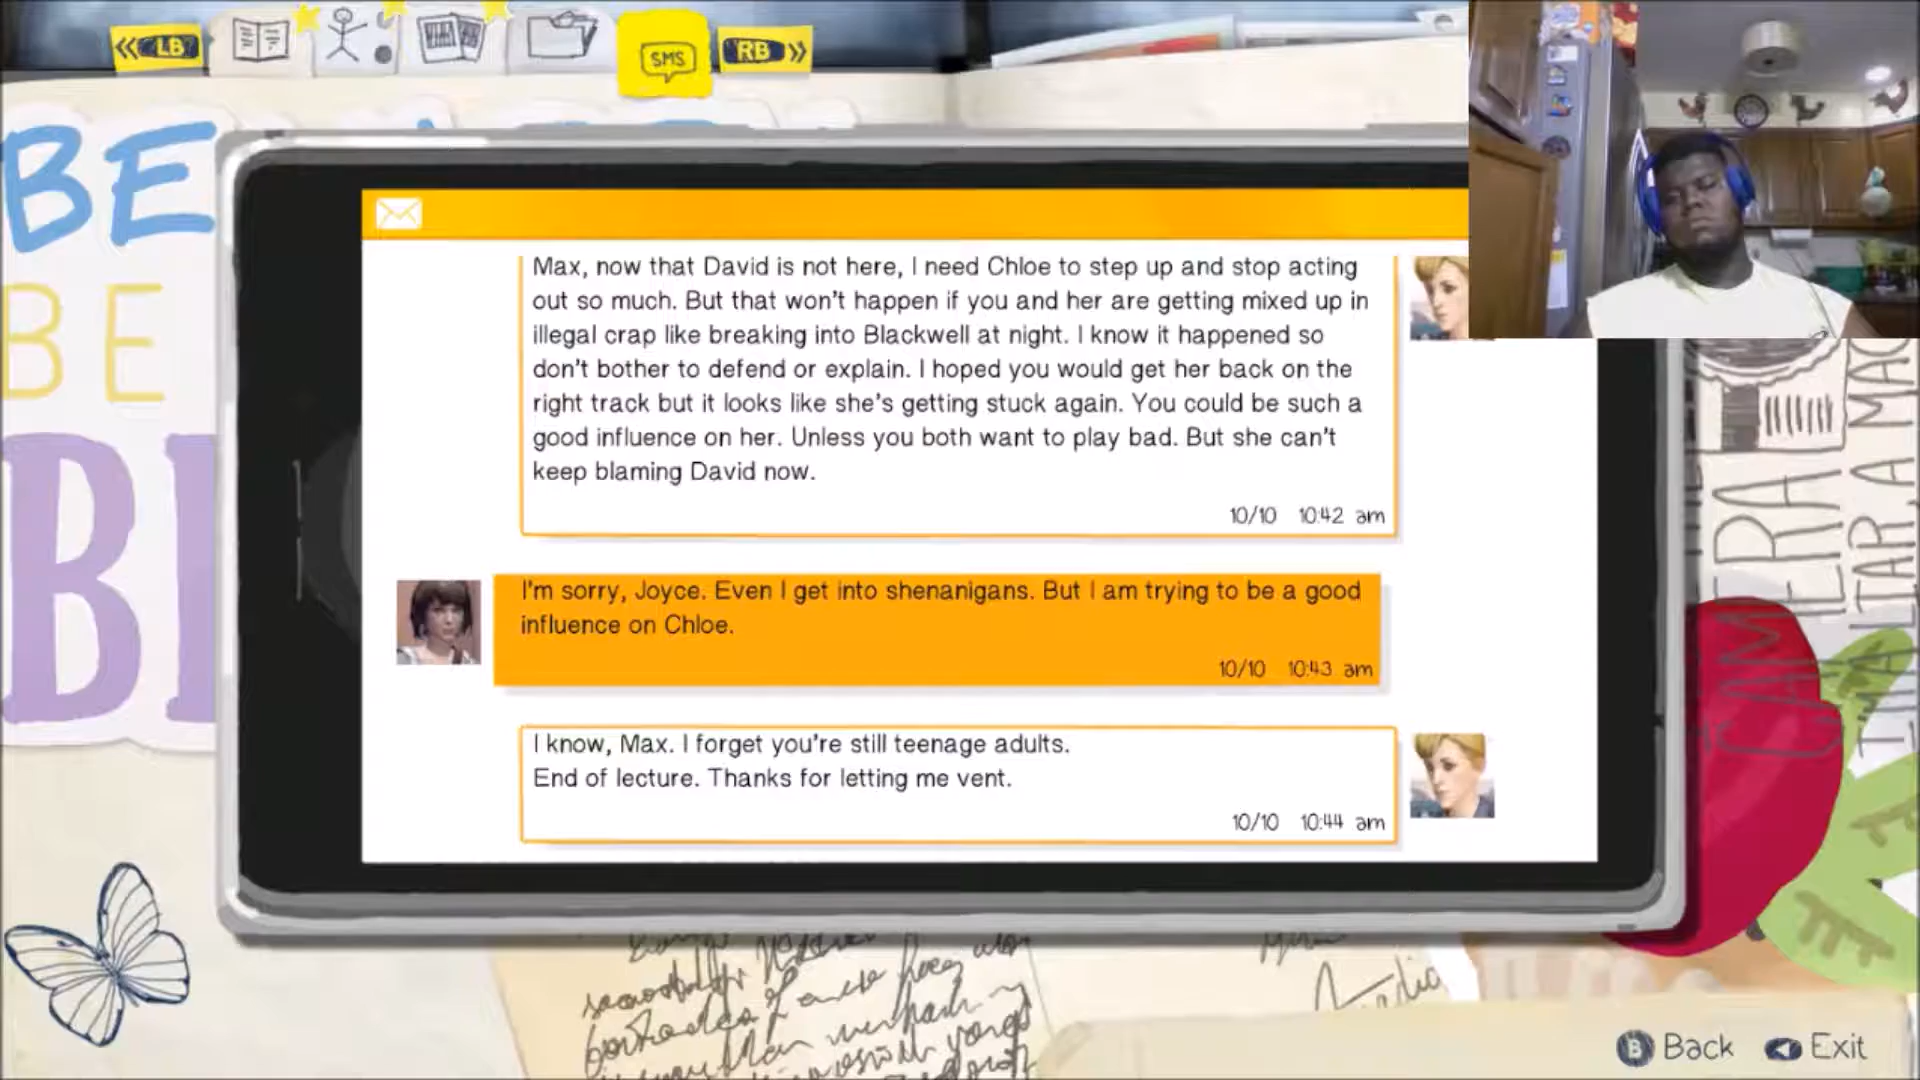 LB
SMS
RB
BE
BE
Max, now that David is not here, I need Chloe to step up and stop acting
out so much. But that won't happen if you and her are getting mixed up in
illegal crap like breaking into Blackwell at night. I know it happened so
don't bother to defend or explain. I hoped you would get her back on the
right track but it looks like she's getting stuck again. You could be such a
good influence on her. Unless you both want to play bad. But she can't
keep blaming David now.
10/10 10:42 am
I'm sorry, Joyce. Even I get into shenanigans. But I am trying to be a good
influence on Chloe.
10/10 10:43 am
I know, Max. I forget you're still teenage adults.
End of lecture. Thanks for letting me vent.
10/10 10:44 am
B Back
Exit